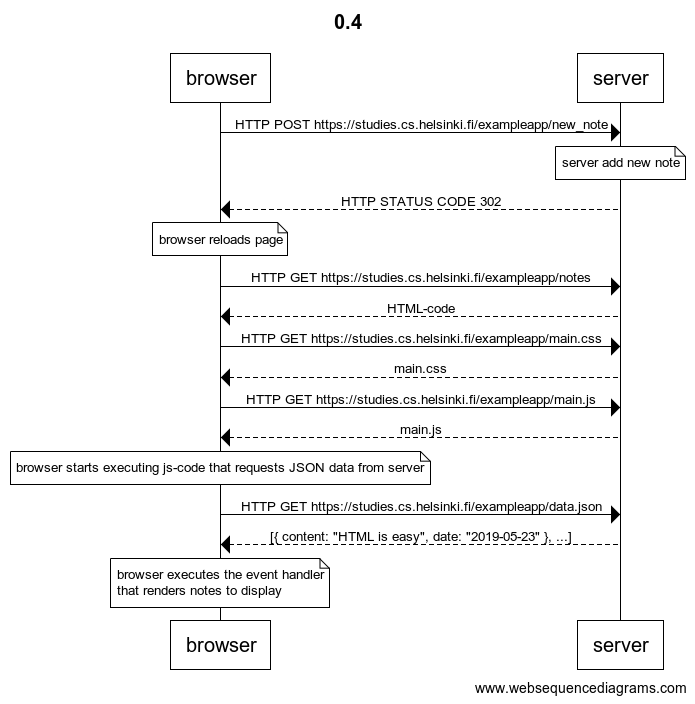 0.4
browser
server
HTTP POST https://studies.cs.helsinki.fi/exampleapp/new_note
server add new note
HTTP STATUS CODE 302
browser reloads page
HTTP GET https://studies.cs.helsinki.fi/exampleapp/notes
HTML-code
HTTP GET https://studies.cs.helsinki.fi/exampleapp/main.css
main.css
HTTP GET https://studies.cs.helsinki.fi/exampleapp/main.js
main.js
browser starts executing js-code that requests JSON data from server
HTTP GET https://studies.cs.helsinki.fi/exampleapp/data.json
[{ content: "HTML is easy", date: "2019-05-23" }, ...]
browser executes the event handler
that renders notes to display
browser
server
www.websequencediagrams.com